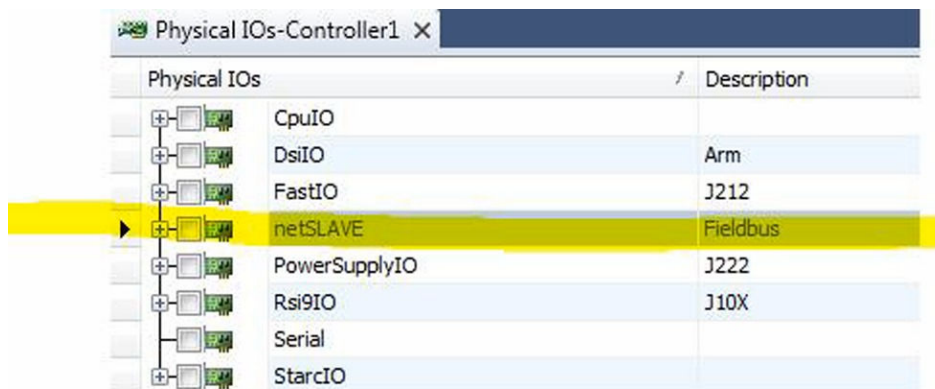 Physical IOs-Controller1
Physical IOs Description
CpuIO
DsiIO Arm
FastIO J212
netSLAVE Fieldbus
PowerSupplyIO J222
Rsi9IO J10X
Serial
StarcIO